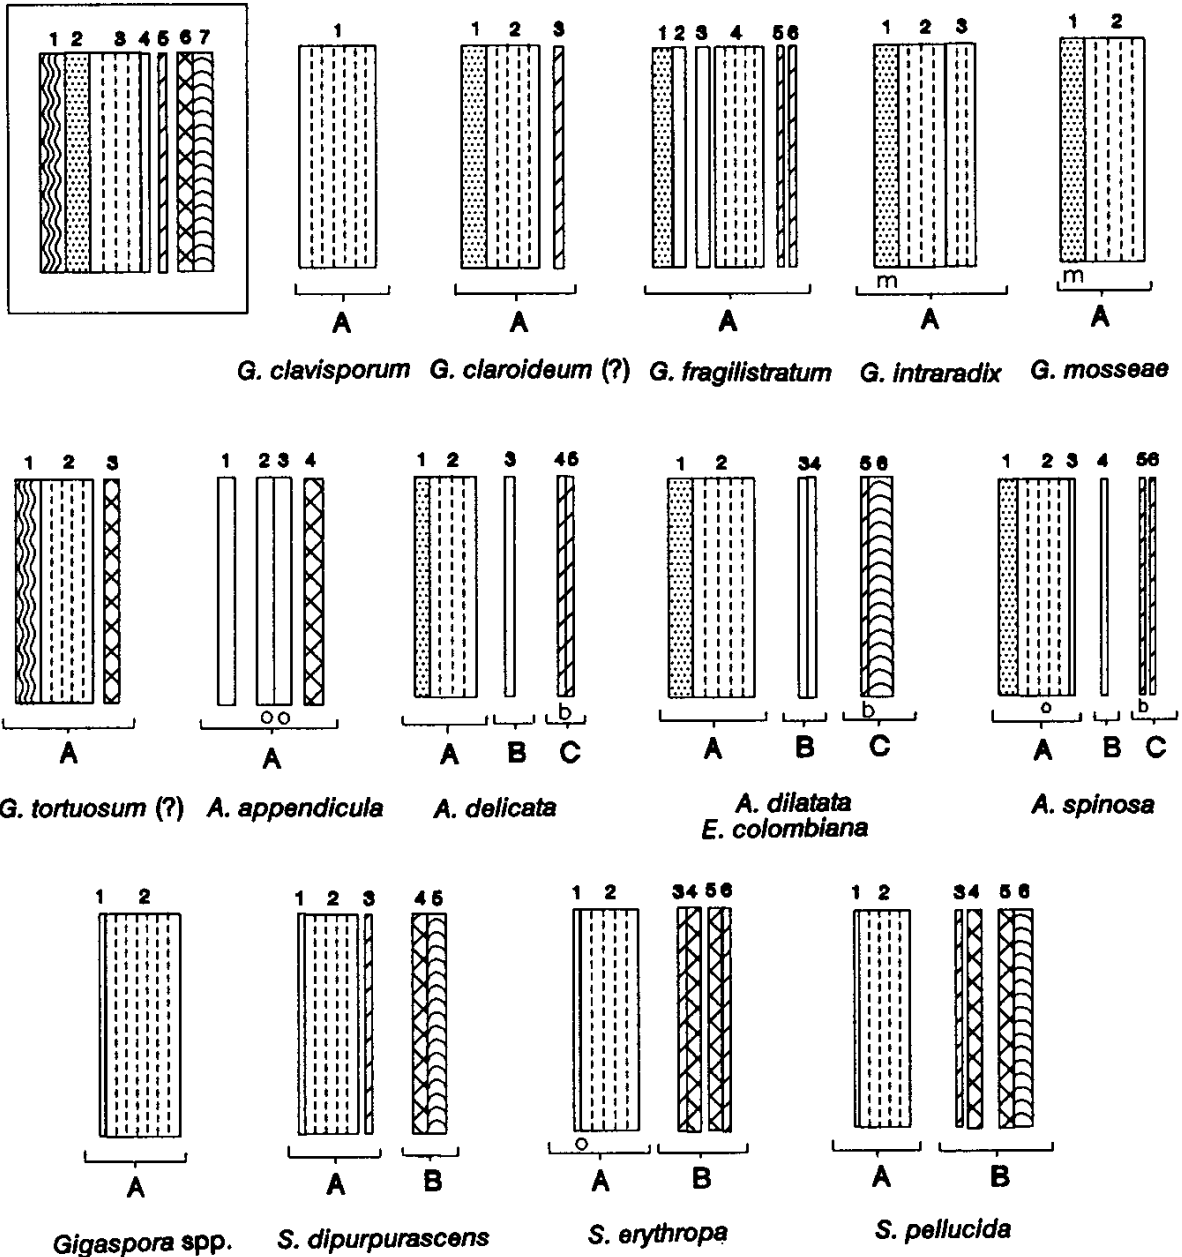 1 2 3 4 5 6 7
1
1 2 3
1 2 3 4 5 6
1 2 3
1 2
m
m
A
A
A
A
A
G. clavisporum
G. claroideum (?)
G. fragilistratum
G. intraradix
G. mosseae
1 2 3
1 2 3 4
1 2 3 4 5
1 2 3 4 5 6
1 2 3 4 5 6
o o
b
b
o
b
A
A
A B C
A B C
A B C
G. tortuosum (?)
A. appendicula
A. delicata
A. dilatata
E. colombiana
A. spinosa
1 2
1 2 3 4 5
1 2 3 4 5 6
1 2 3 4 5 6
o
A
A B
A B
A B
Gigaspora spp.
S. dipurpurascens
S. erythropa
S. pellucida